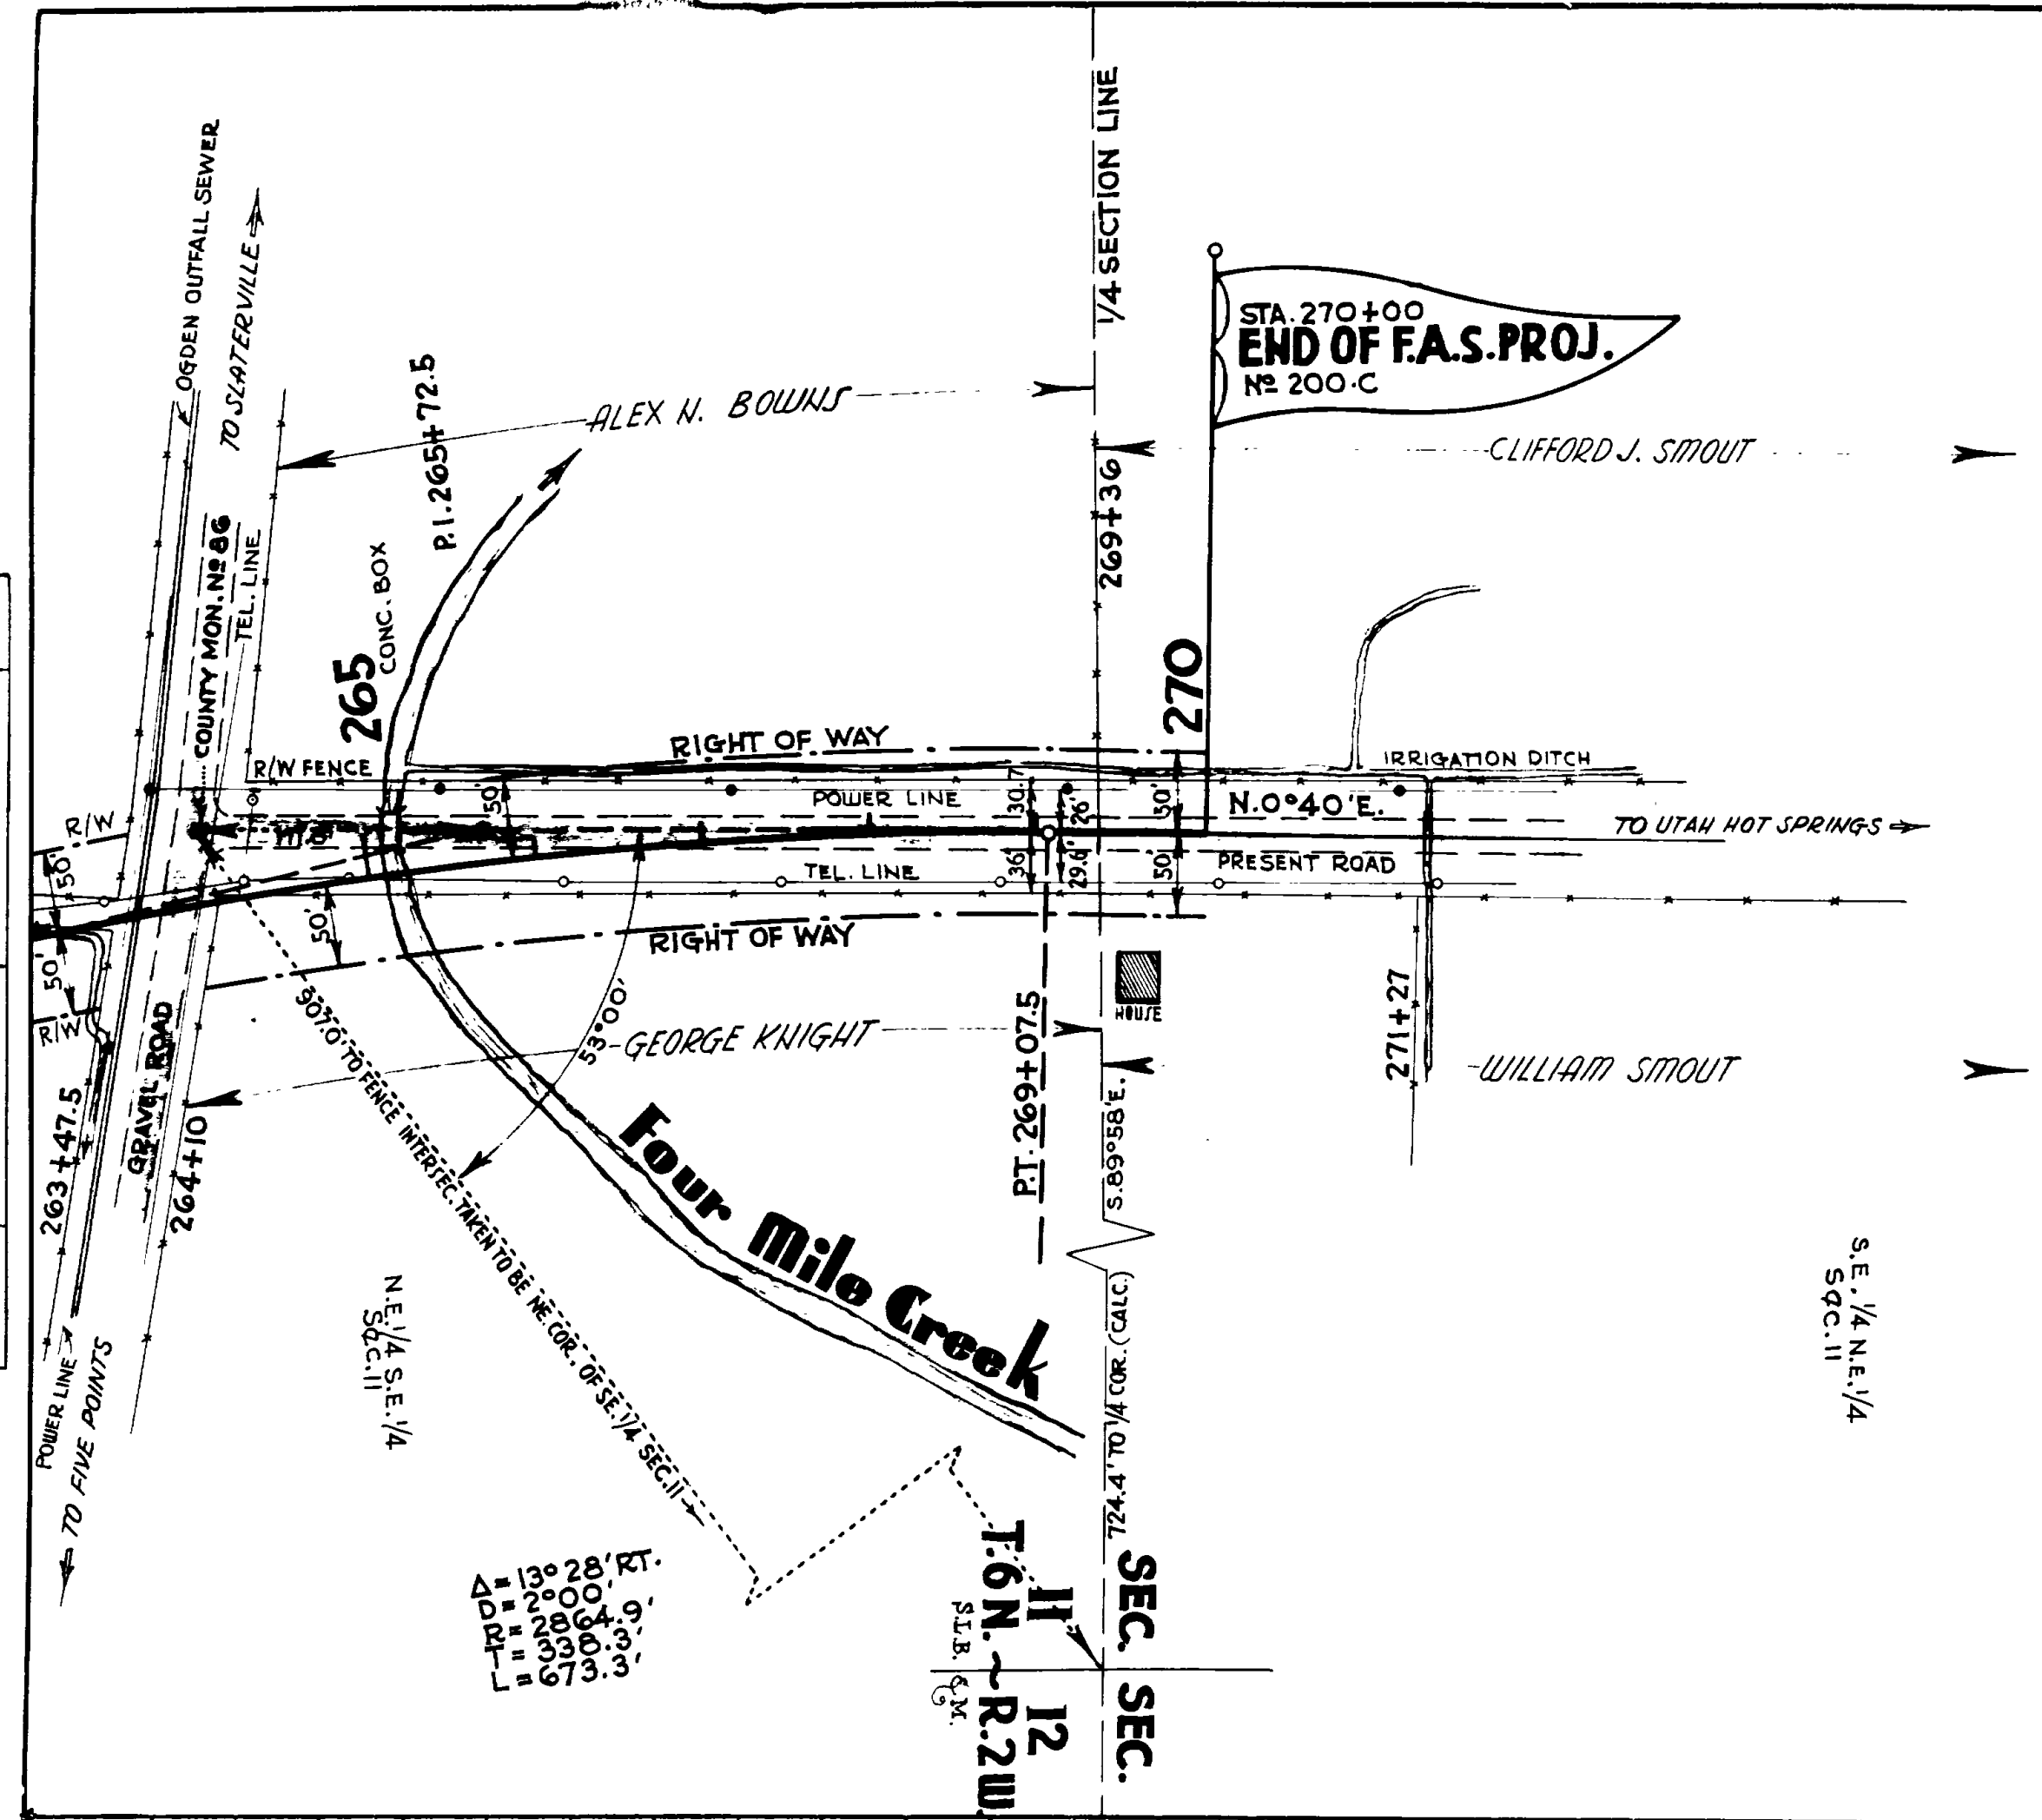 OGDEN OUTFALL SEWER
TO SLATERVILLE
COUNTY MON. Nº 86
TEL. LINE
1/4 SECTION LINE
STA. 270+00
END OF F.A.S. PROJ.
Nº 200-C
ALEX N. BOWNS
CLIFFORD J. SMOUT
P.I. 265+72.5
269+36
CONC. BOX
265
270
RIGHT OF WAY
R/W FENCE
IRRIGATION DITCH
POWER LINE
N. 0°40'E.
TO UTAH HOT SPRINGS
R/W
50'
50'
30.7'
26'
50'
TEL. LINE
36'
29.6'
50'
PRESENT ROAD
50'
RIGHT OF WAY
50'
R/W
HOUSE
GRAVEL ROAD
907.0' TO FENCE INTERSEC. TAKEN TO BE NE. COR. OF SE. 1/4 SEC. 11
53°00'
GEORGE KNIGHT
P.T. 269+07.5
S. 89°58'E.
271+27
WILLIAM SMOUT
263+47.5
264+10
Four Mile Creek
724.4' TO 1/4 COR. (CALC.)
N.E. 1/4 S.E. 1/4
SEC. 11
S.E. 1/4 N.E. 1/4
SEC. 11
POWER LINE
TO FIVE POINTS
Δ = 13° 28' RT.
D = 2°00'
R = 2864.9'
T = 338.3'
L = 673.3'
SEC. SEC.
11 12
T. 6 N. ~ R. 2 W.
S.L.B. & M.